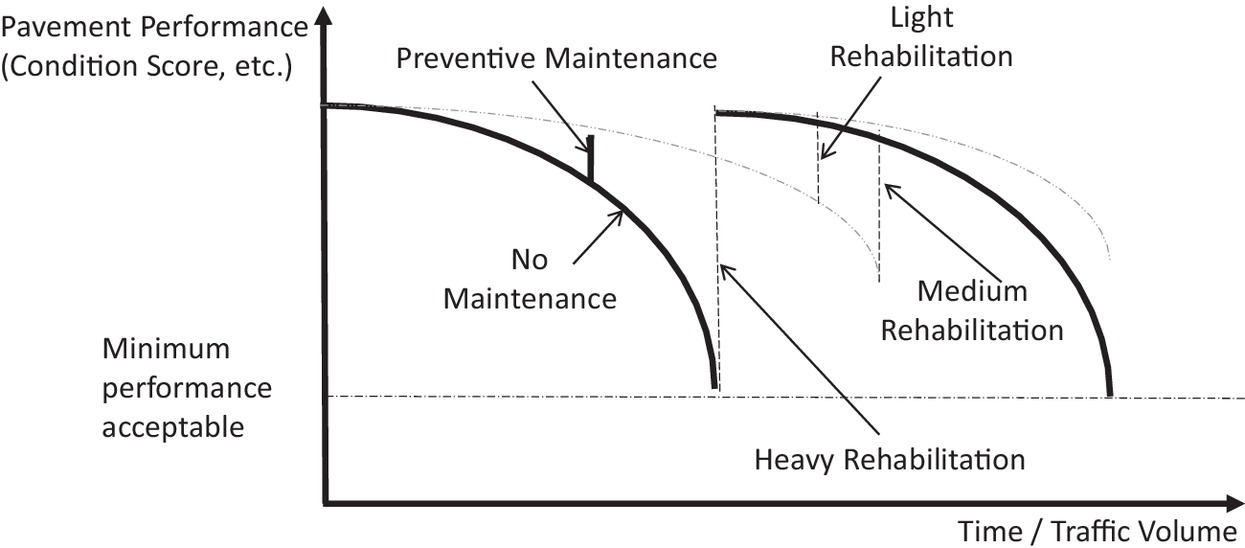 Pavement Performance
(Condition Score, etc.)
Preventive Maintenance
Light
Rehabilitation
No
Maintenance
Medium
Rehabilitation
Minimum
performance
acceptable
Heavy Rehabilitation
Time / Traffic Volume